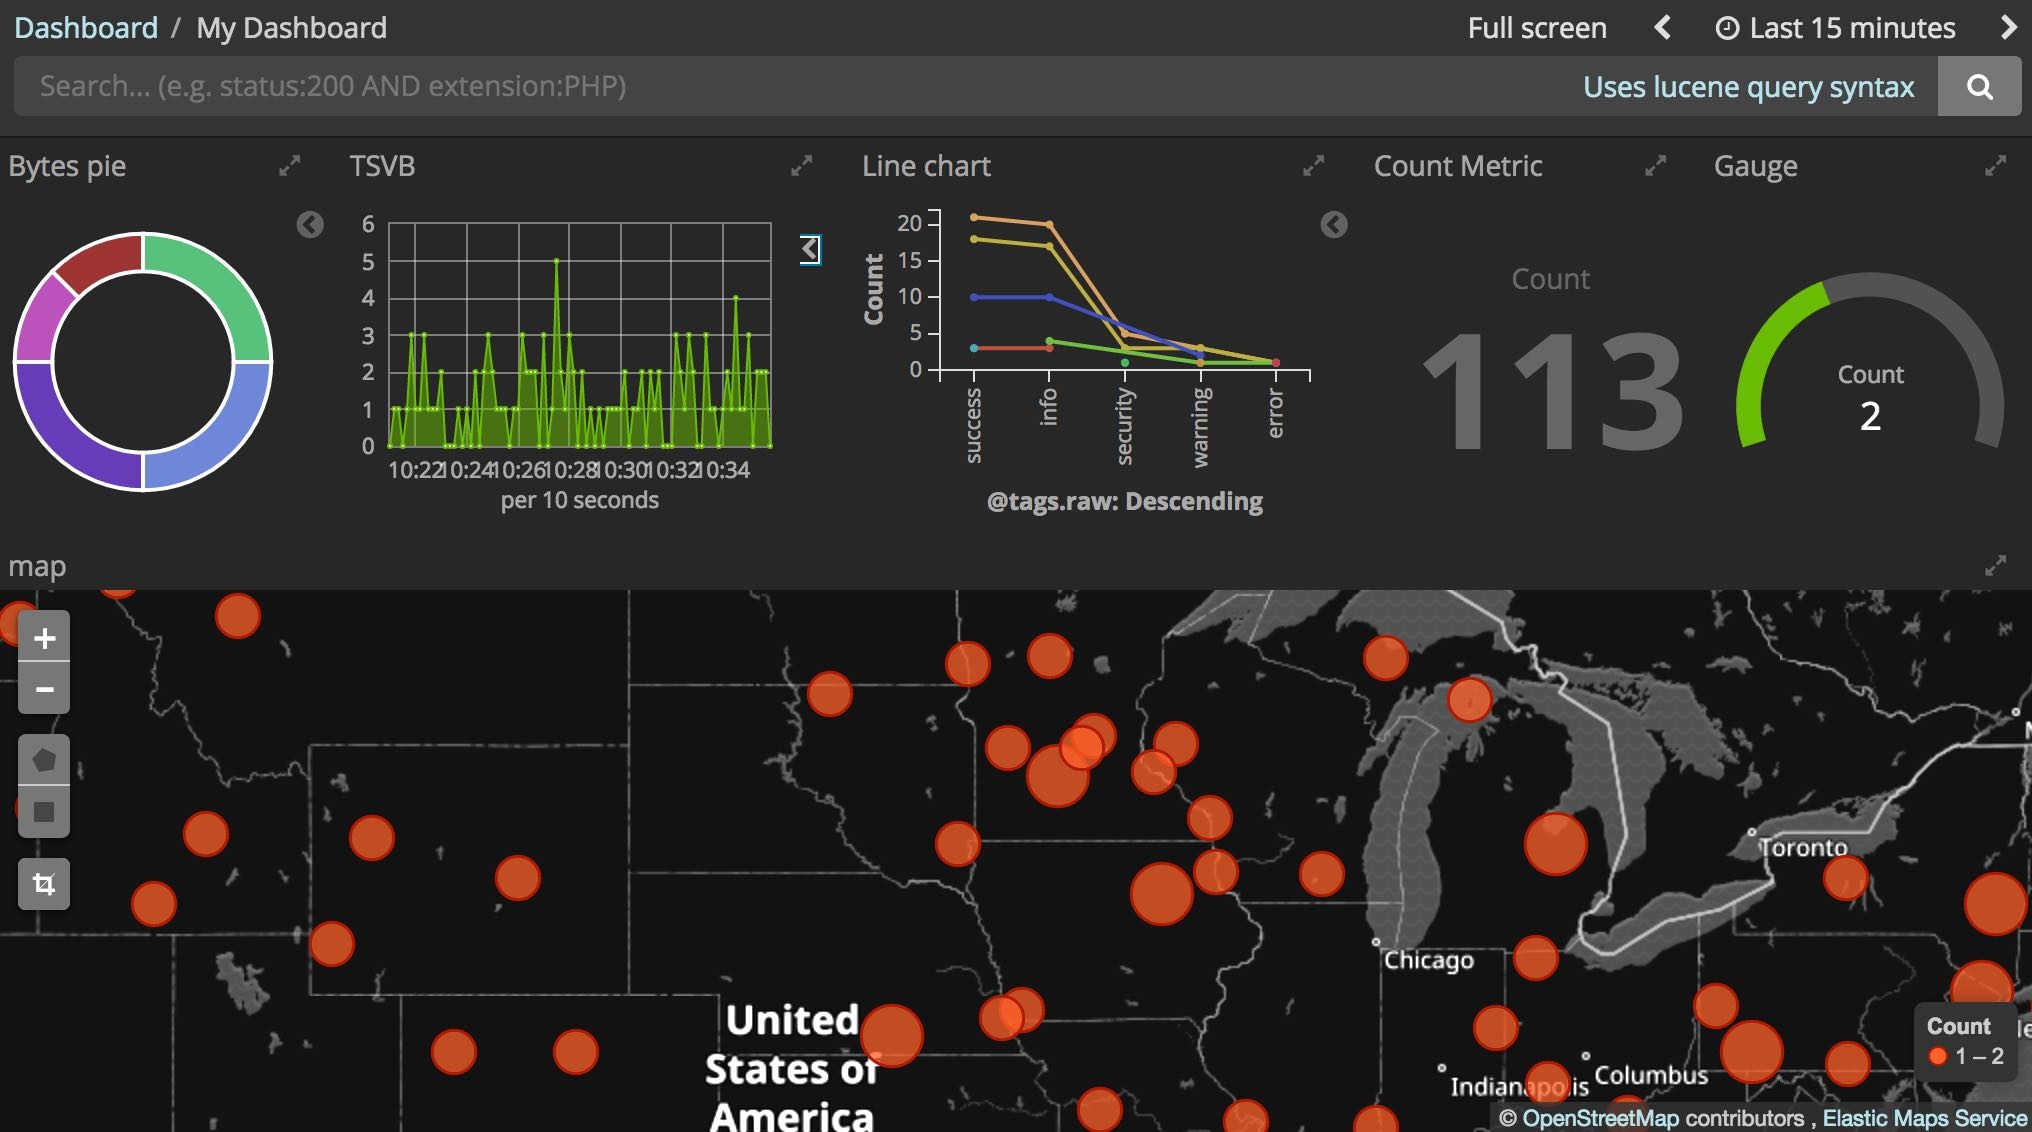 Dashboard / My Dashboard
Full screen
Last 15 minutes
Search... (e.g. status:200 AND extension:PHP)
Uses lucene query syntax
Bytes pie
TSVB
6
5
4
3
2
1
0
10:22
10:24
10:26
10:28
10:30
10:32
10:34
per 10 seconds
Line chart
20
15
10
5
0
Count
success
info
security
warning
error
@tags.raw: Descending
Count Metric
Count
113
Gauge
Count
2
map
Toronto
Chicago
United
States of
America
Indianapolis
Columbus
Count
1 – 2
© OpenStreetMap contributors , Elastic Maps Service